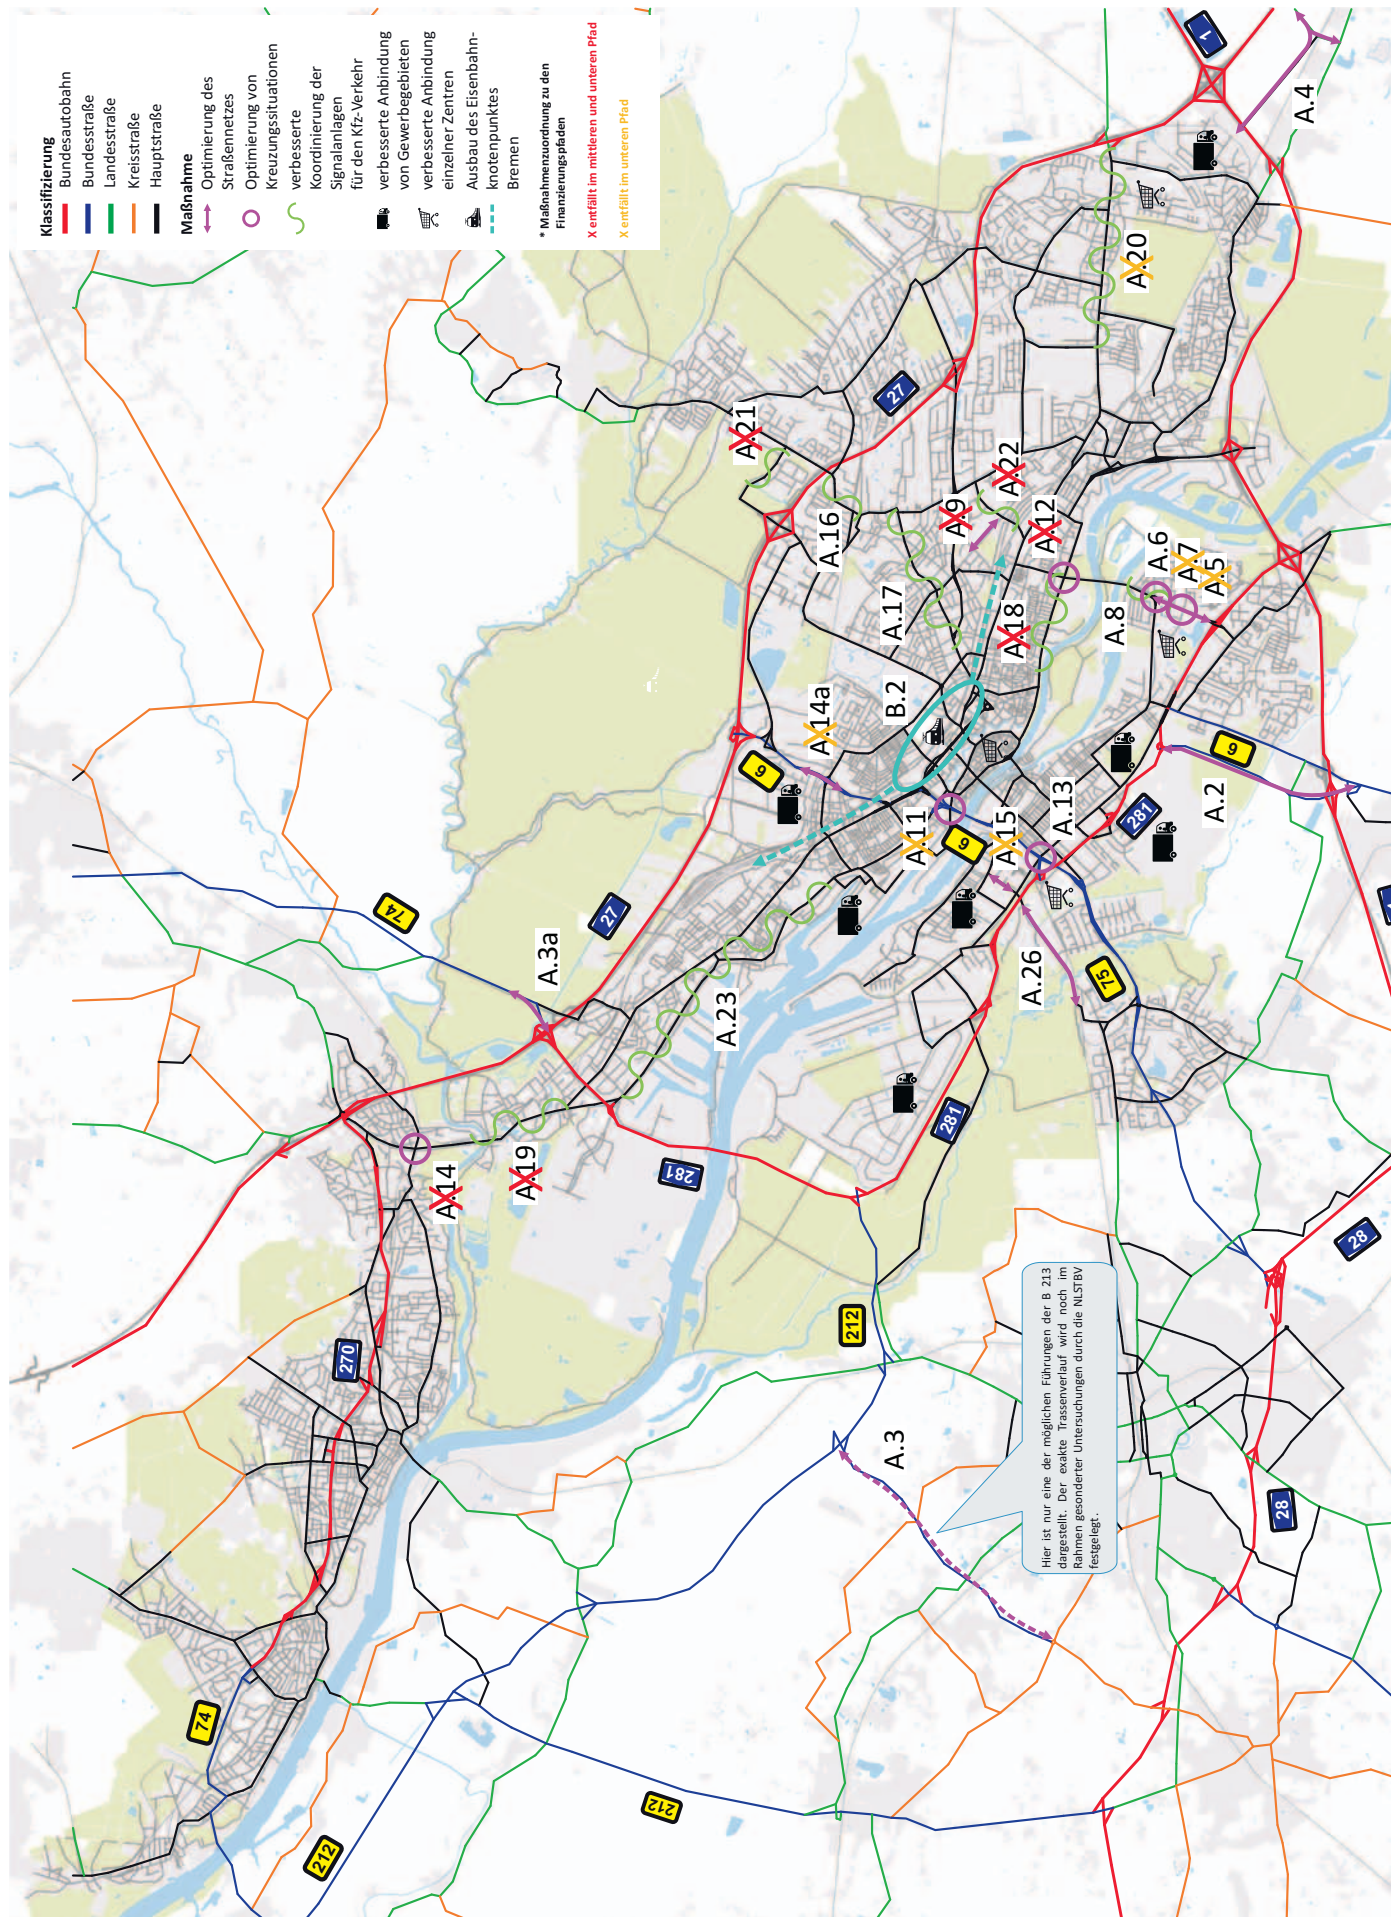 Klassifizierung
Bundesautobahn
Bundesstraße
Landesstraße
Kreisstraße
Hauptstraße
Maßnahme
Optimierung des
Straßennetzes
Optimierung von
Kreuzungssituationen
verbesserte
Koordinierung der
Signalanlagen
für den Kfz-Verkehr
verbesserte Anbindung
von Gewerbegebieten
verbesserte Anbindung
einzelner Zentren
Ausbau des Eisenbahn-
knotenpunktes
Bremen
* Maßnahmenzuordnung zu den
Finanzierungspfaden
X entfällt im mittleren und unteren Pfad
X entfällt im unteren Pfad
1
A.4
A.20
27
A.21
A.22
A.9
A.12
A.16
A.17
A.18
A.6
A.7
A.5
A.8
B.2
A.14a
6
6
A.2
A.13
281
A.11
6
A.15
74
27
A.3a
A.23
A.26
75
281
281
A.14
A.19
28
270
212
A.3
Hier ist nur eine der möglichen Führungen der B 213
dargestellt. Der exakte Trassenverlauf wird noch im
Rahmen gesonderter Untersuchungen durch die NLSTBV
festgelegt.
28
74
212
212